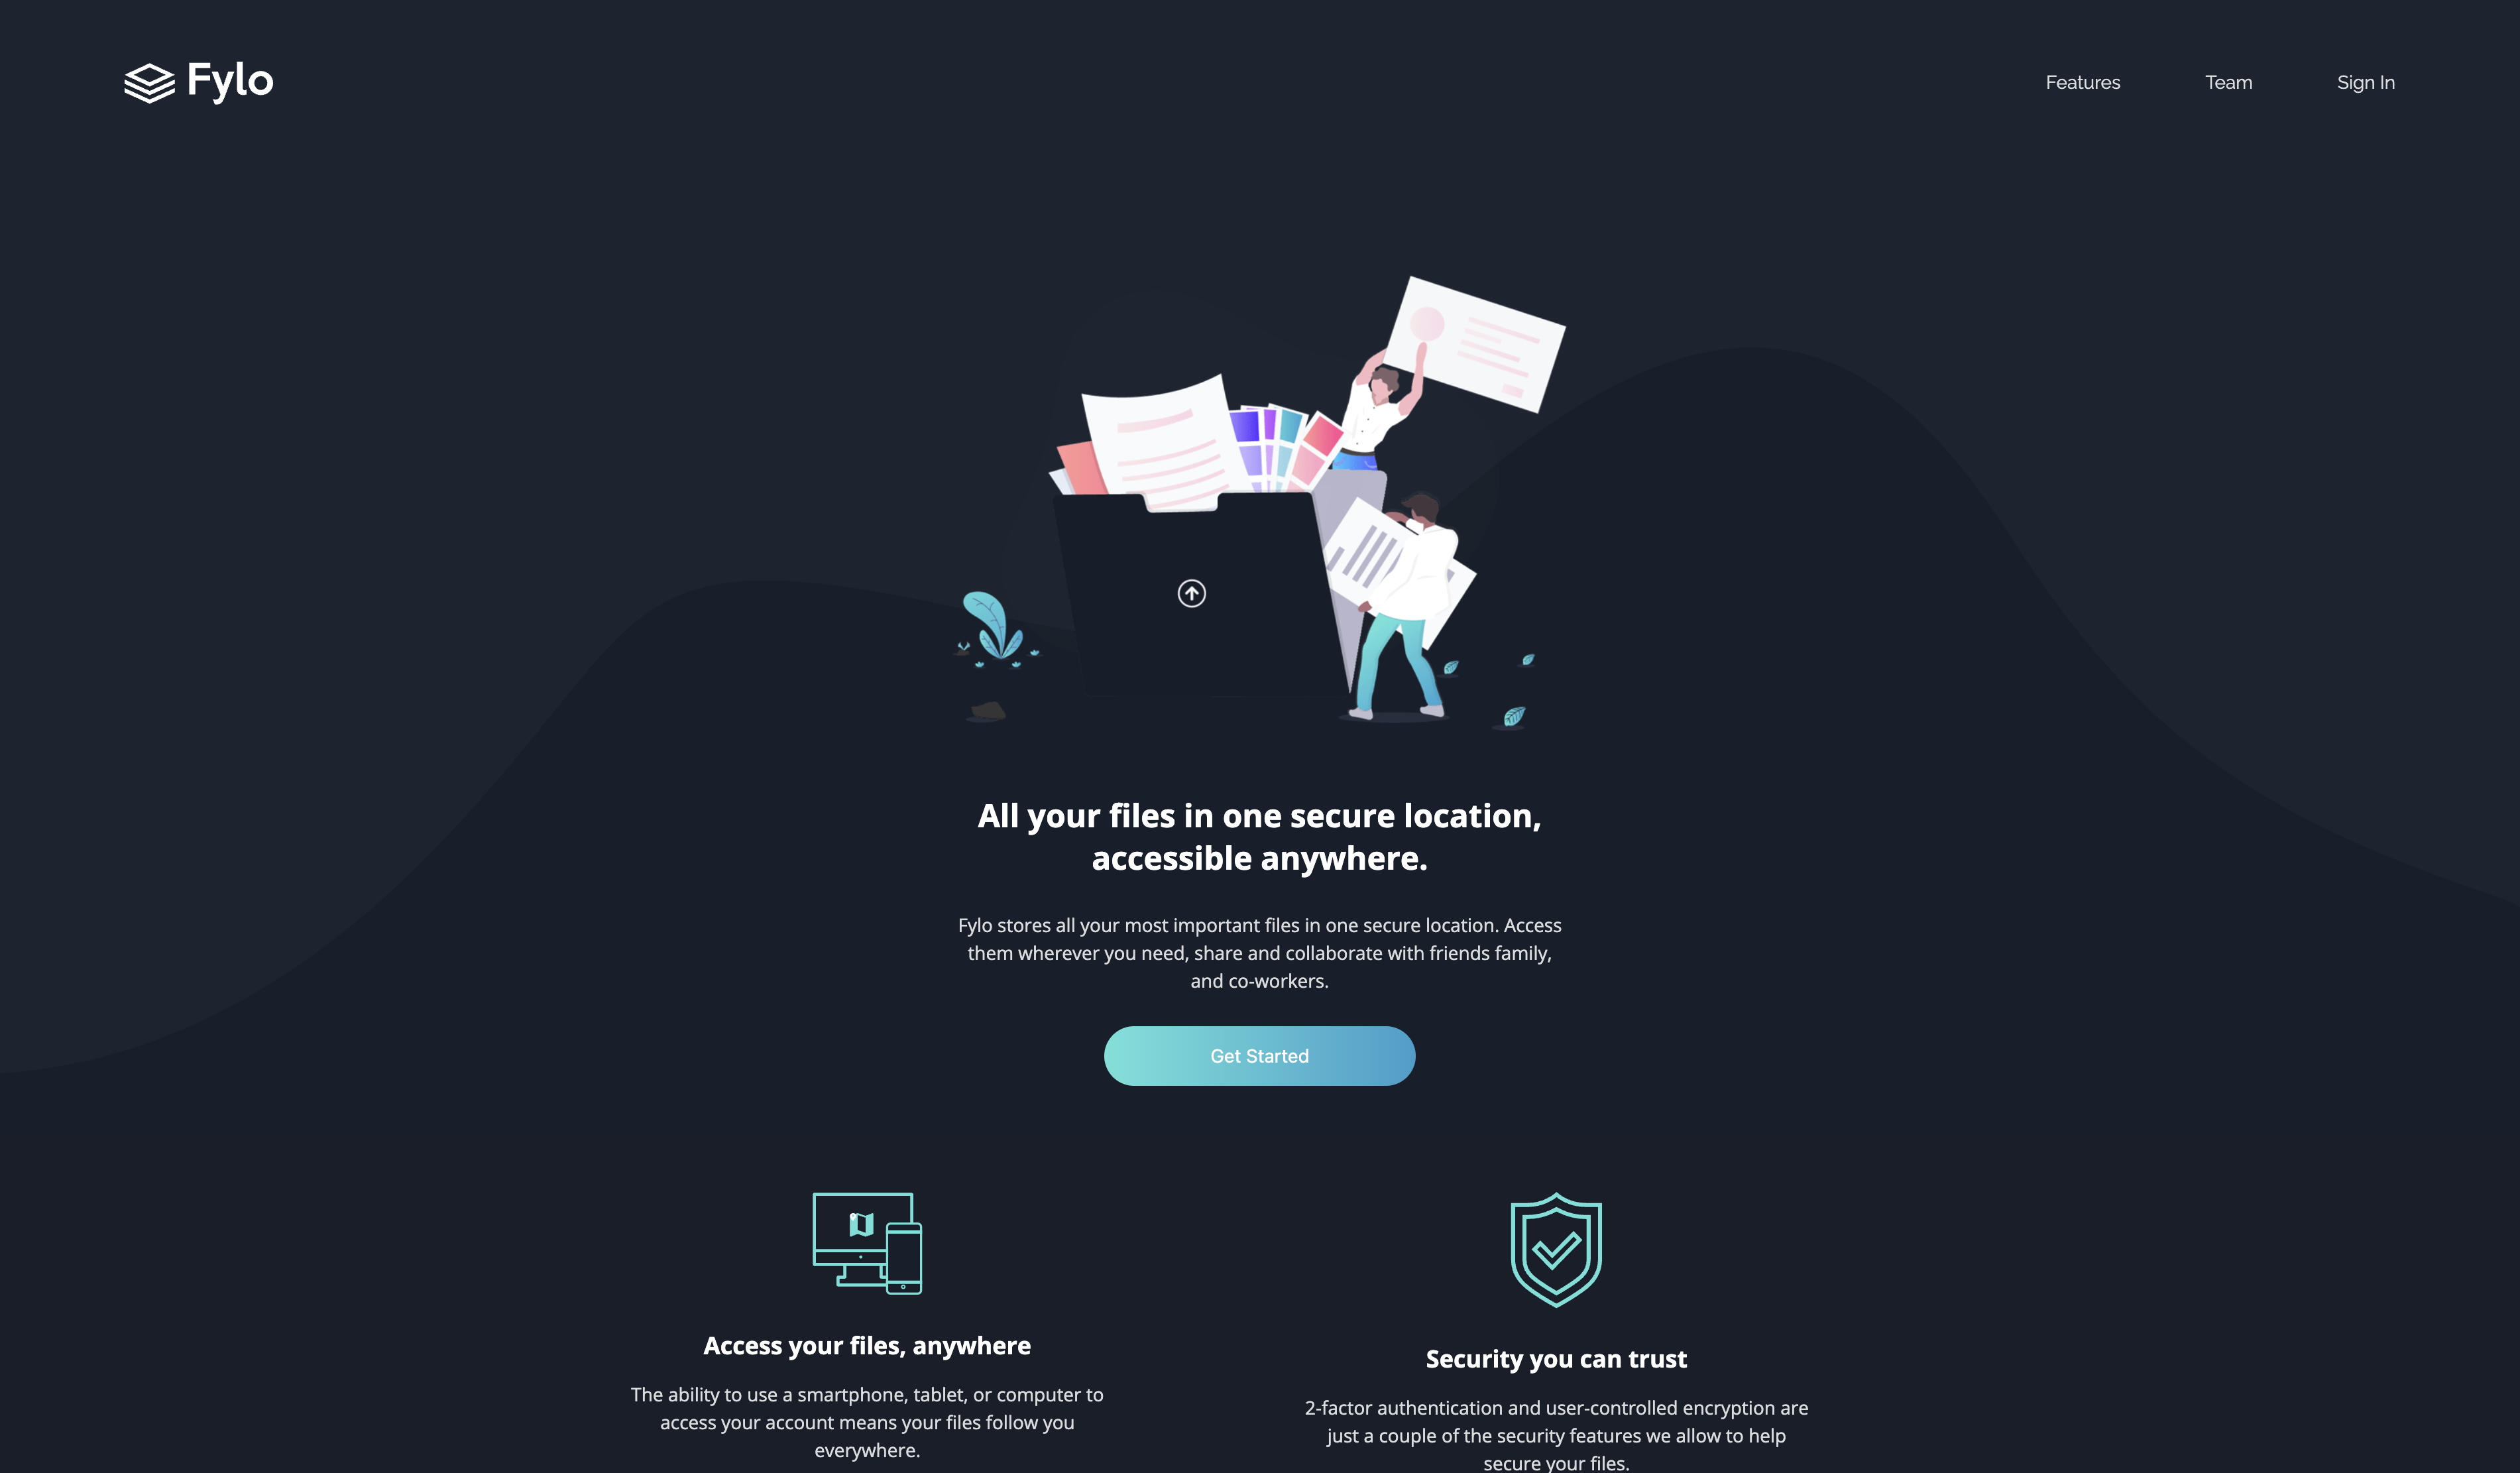 Fylo
Features
Team
Sign In
All your files in one secure location,
accessible anywhere.
Fylo stores all your most important files in one secure location. Access
them wherever you need, share and collaborate with friends family,
and co-workers.
Get Started
Access your files, anywhere
The ability to use a smartphone, tablet, or computer to
access your account means your files follow you
everywhere.
Security you can trust
2-factor authentication and user-controlled encryption are
just a couple of the security features we allow to help
secure your files.